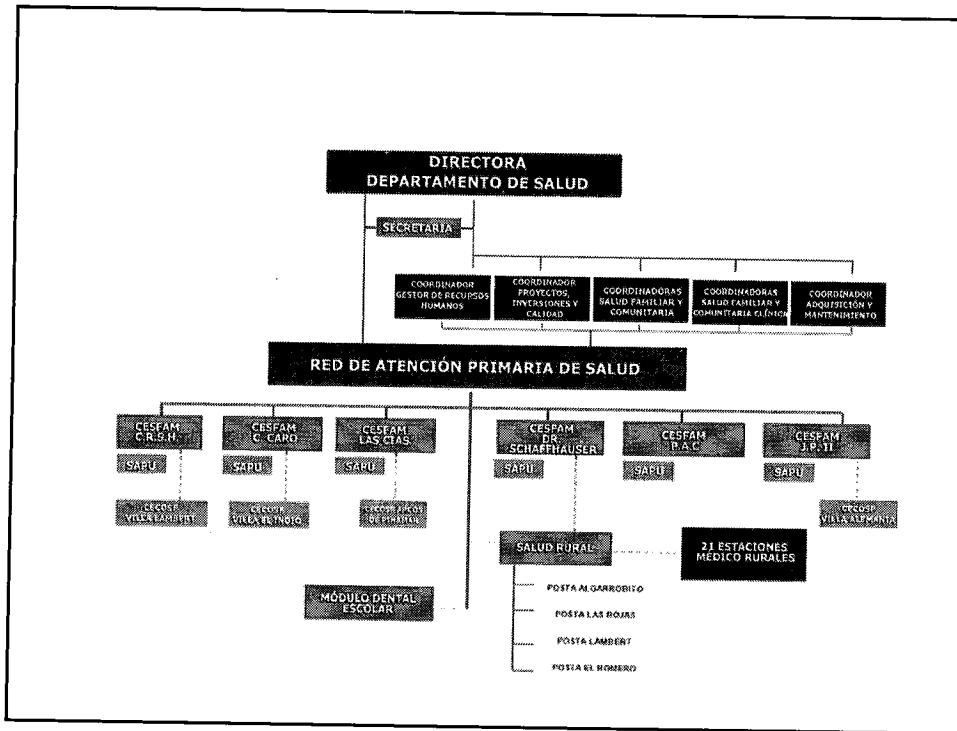 DIRECTORA
DEPARTAMENTO DE SALUD
SECRETARIA
COORDINADOR
GESTOR DE RECURSOS
HUMANOS
COORDINADOR
PROYECTOS,
INVERSIONES Y
CALIDAD
COORDINADORAS
SALUD FAMILIAR Y
COMUNITARIA
COORDINADORAS
SALUD FAMILIAR Y
COMUNITARIA CLÍNICA
COORDINADOR
ADQUISICIÓN Y
MANTENIMIENTO
RED DE ATENCIÓN PRIMARIA DE SALUD
CESFAM
C.R.S.H.
CESFAM
C. CARO
CESFAM
LAS CIAS.
CESFAM
DR.
SCHAFFHAUSER
CESFAM
P.A.C
CESFAM
J.P. II
SAPU
SAPU
SAPU
SAPU
SAPU
CECOSF
VILLA
CECOSF
VILLA EL INDIO
CECOSF
DE PINAMAR
CECOSF
VILLA ALEMANIA
SALUD RURAL
21 ESTACIONES
MÉDICO RURALES
MÓDULO DENTAL
ESCOLAR
POSTA ALGARROBITO
POSTA LAS ROJAS
POSTA LAMBERT
POSTA EL ROMERO